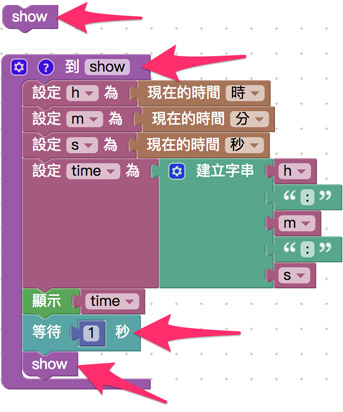 show
? 到 show
設定 h 為 現在的時間 時
設定 m 為 現在的時間 分
設定 s 為 現在的時間 秒
設定 time 為 建立字串 h
“ : ”
m
“ : ”
s
顯示 time
等待 1 秒
show